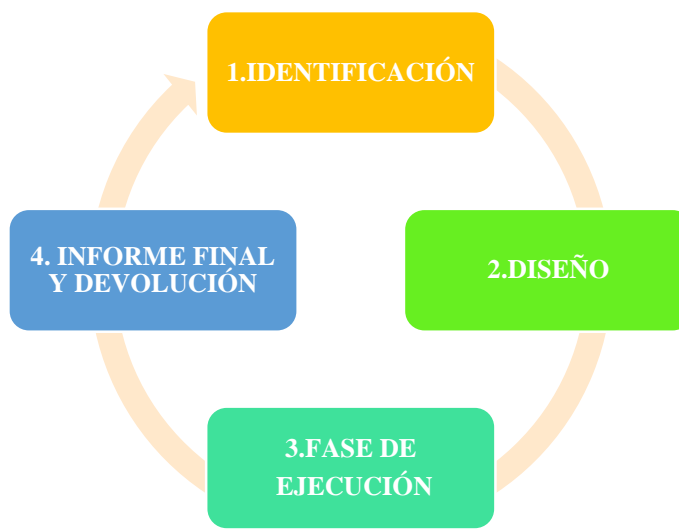 1.IDENTIFICACIÓN
2.DISEÑO
3.FASE DE
EJECUCIÓN
4. INFORME FINAL
Y DEVOLUCIÓN